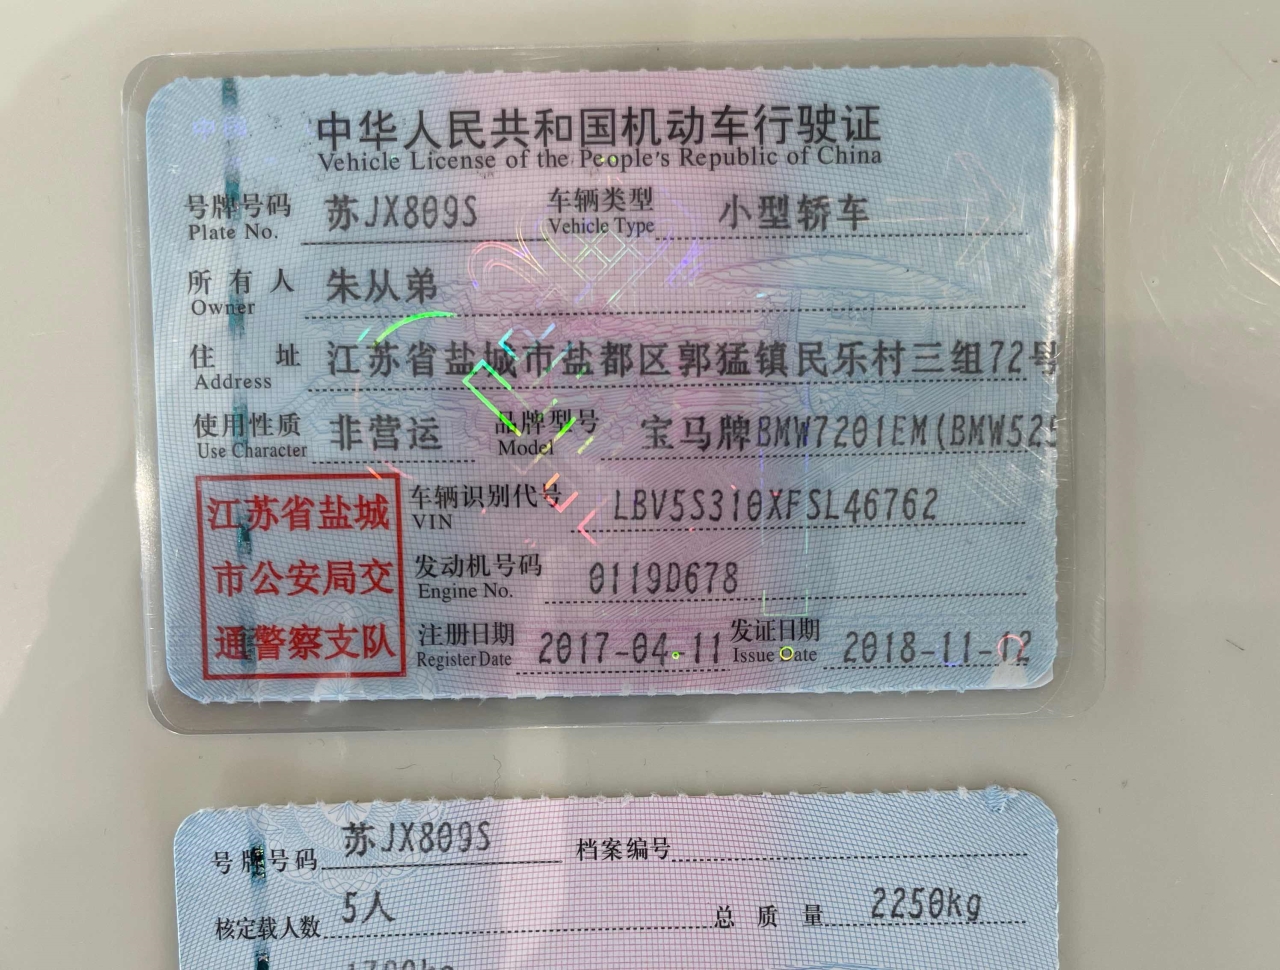 中华人民共和国机动车行驶证
Vehicle License of the People's Republic of China
号牌号码 苏JX809S 车辆类型 小型轿车
Plate No. Vehicle Type
所有人 朱从弟
Owner
住址 江苏省盐城市盐都区郭猛镇民乐村三组72号
Address
使用性质 非营运 品牌型号 宝马牌BMW7201EM(BMW525
Use Character Model
江苏省盐城
市公安局交
通警察支队
车辆识别代号 LBV5S310XFSL46762
VIN
发动机号码 0119D678
Engine No.
注册日期 2017-04-11 发证日期 2018-11-12
Register Date Issue Date
号牌号码 苏JX809S 档案编号
核定载人数 5人 总质量 2250kg